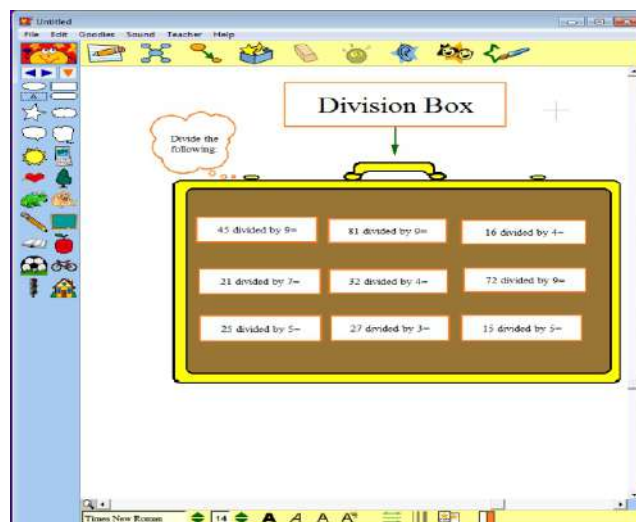 Untitled
File Edit Goodies Sound Teacher Help
Division Box
Divide the
following:
45 divided by 9= 81 divided by 9= 16 divided by 4=
21 divided by 7= 32 divided by 4= 72 divided by 9=
25 divided by 5= 27 divided by 3= 15 divided by 5=
Times New Roman 14 A A A A